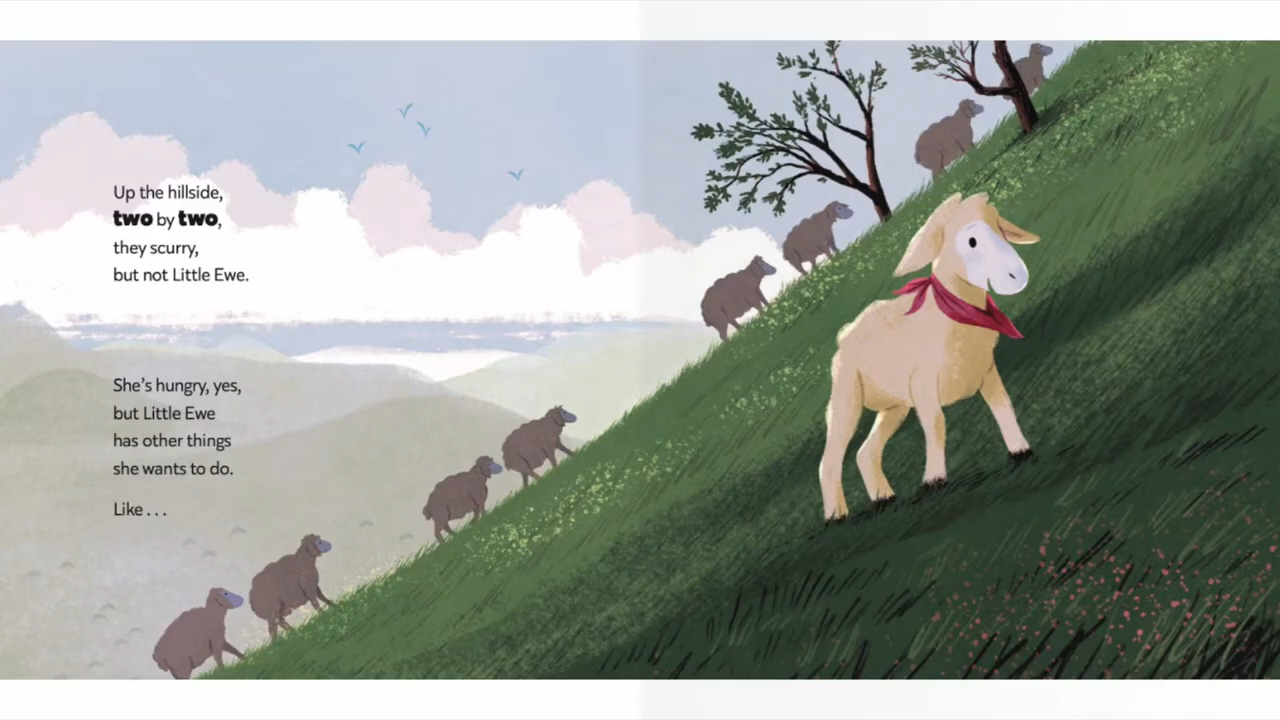 Up the hillside,
two by two,
they scurry,
but not Little Ewe.
She’s hungry, yes,
but Little Ewe
has other things
she wants to do.
Like . . .